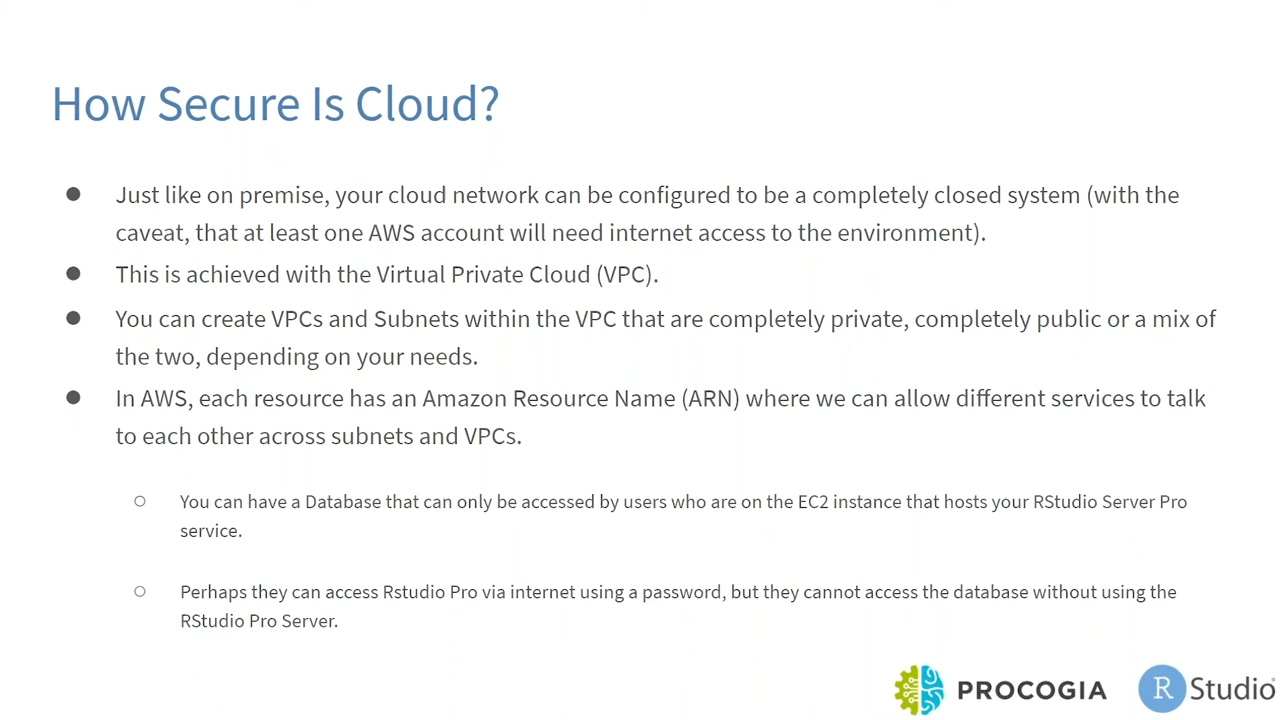 How Secure Is Cloud?
● Just like on premise, your cloud network can be configured to be a completely closed system (with the
caveat, that at least one AWS account will need internet access to the environment).
● This is achieved with the Virtual Private Cloud (VPC).
● You can create VPCs and Subnets within the VPC that are completely private, completely public or a mix of
the two, depending on your needs.
● In AWS, each resource has an Amazon Resource Name (ARN) where we can allow different services to talk
to each other across subnets and VPCs.
○ You can have a Database that can only be accessed by users who are on the EC2 instance that hosts your RStudio Server Pro
service.
○ Perhaps they can access Rstudio Pro via internet using a password, but they cannot access the database without using the
RStudio Pro Server.
PROCOGIA
R Studio